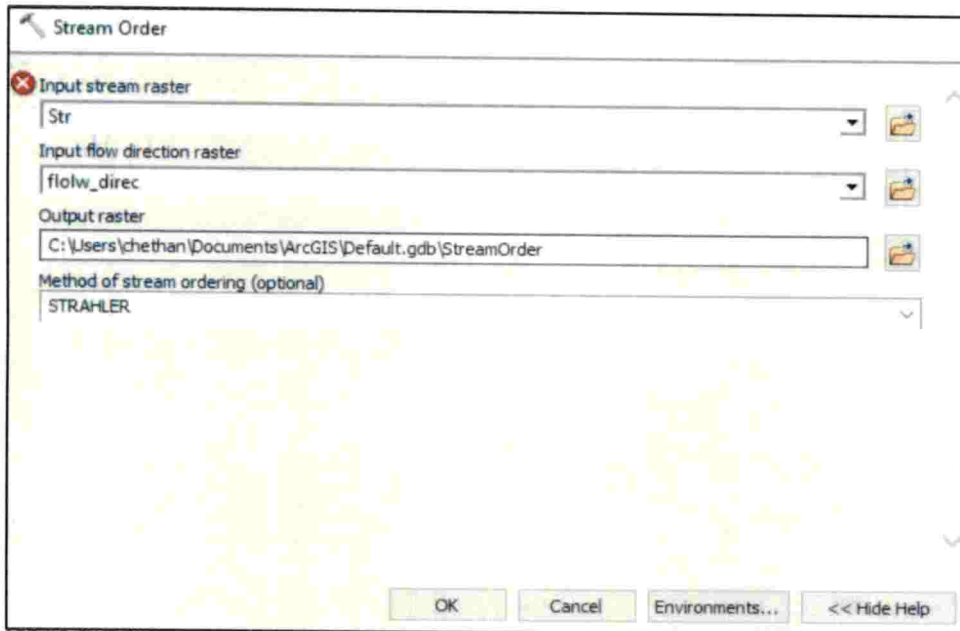 Stream Order
Input stream raster
Str
Input flow direction raster
flolw_direc
Output raster
C:\Users\chethan\Documents\ArcGIS\Default.gdb\StreamOrder
Method of stream ordering (optional)
STRAHLER
OK Cancel Environments... << Hide Help